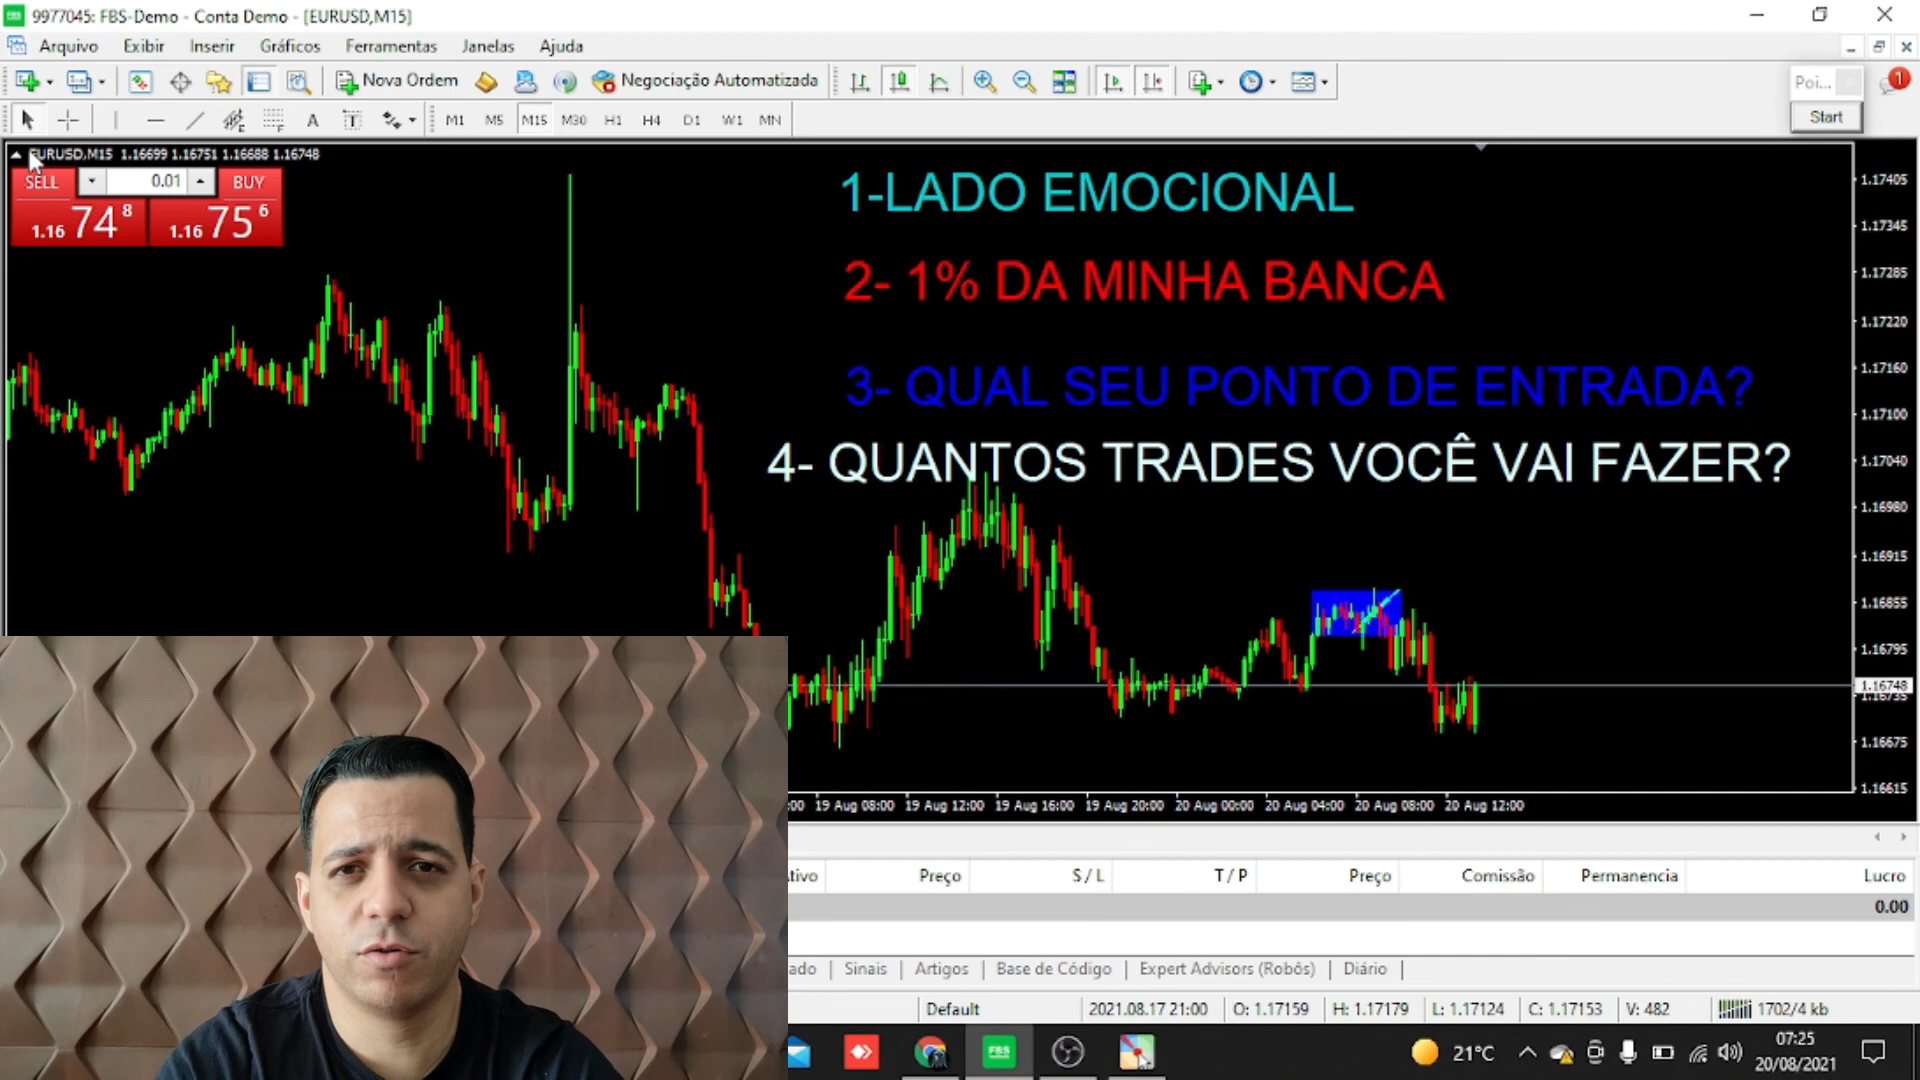 9977045: FBS-Demo - Conta Demo - [EURUSD,M15]
Arquivo Exibir Inserir Gráficos Ferramentas Janelas Ajuda
Nova Ordem Negociação Automatizada
Poi...
1
M1 M5 M15 M30 H1 H4 D1 W1 MN
Start
EURUSD,M15 1.16699 1.16751 1.16688 1.16748
SELL 0.01 BUY
1.16 74 8 1.16 75 6
1-LADO EMOCIONAL
2- 1% DA MINHA BANCA
3- QUAL SEU PONTO DE ENTRADA?
4- QUANTOS TRADES VOCÊ VAI FAZER?
1.17405
1.17345
1.17285
1.17220
1.17160
1.17100
1.17040
1.16980
1.16915
1.16855
1.16795
1.16748
1.16735
1.16675
1.16615
:00 19 Aug 08:00 19 Aug 12:00 19 Aug 16:00 19 Aug 20:00 20 Aug 00:00 20 Aug 04:00 20 Aug 08:00 20 Aug 12:00
tivo Preço S / L T / P Preço Comissão Permanencia Lucro
0.00
ado Sinais Artigos Base de Código Expert Advisors (Robôs) Diário
Default 2021.08.17 21:00 O: 1.17159 H: 1.17179 L: 1.17124 C: 1.17153 V: 482 1702/4 kb
FBS
21°C
07:25
20/08/2021